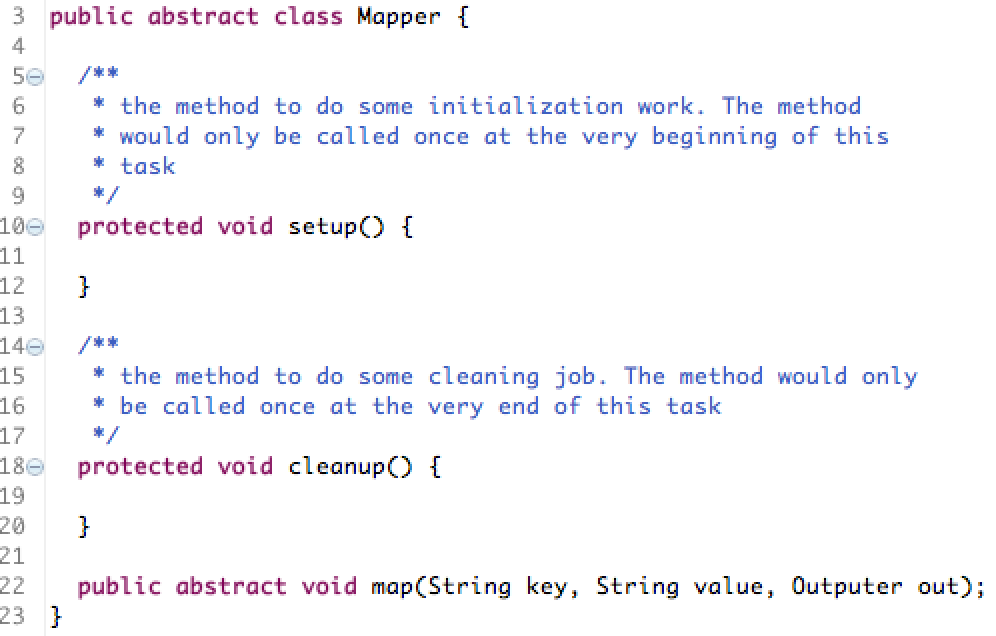 3 public abstract class Mapper {
4
5 /**
6 * the method to do some initialization work. The method
7 * would only be called once at the very beginning of this
8 * task
9 */
10 protected void setup() {
11
12 }
13
14 /**
15 * the method to do some cleaning job. The method would only
16 * be called once at the very end of this task
17 */
18 protected void cleanup() {
19
20 }
21
22 public abstract void map(String key, String value, Outputer out);
23 }